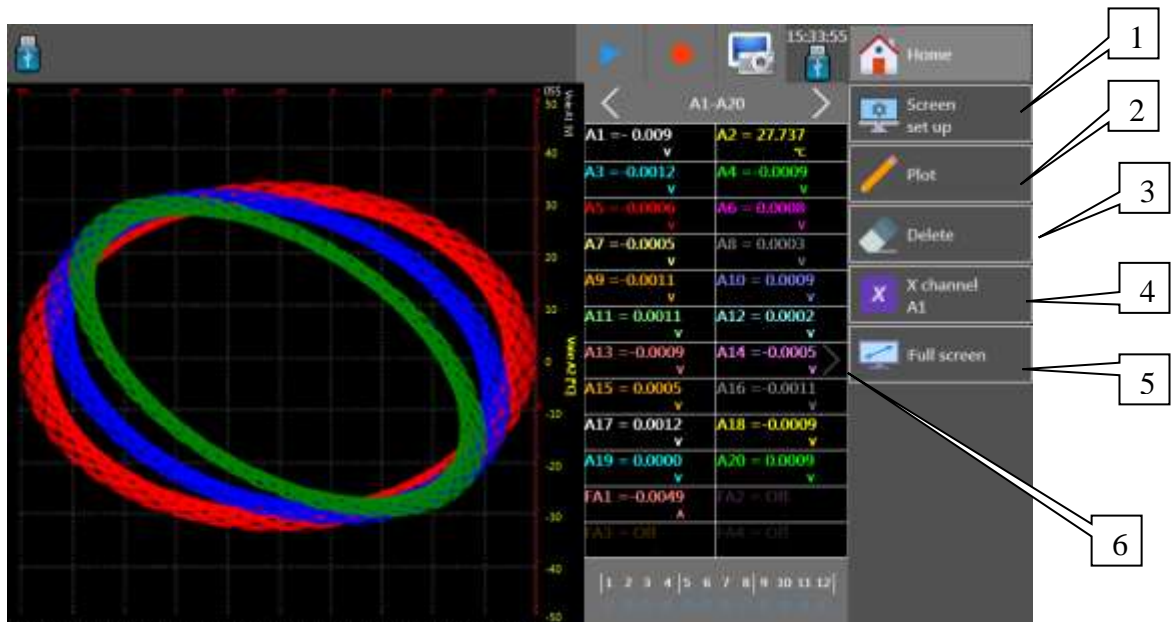 15:33:55
Home
A1-A20
Screen
set up
Plot
Delete
X channel
A1
Full screen
A1 =- 0.009
V
A2 = 27.737
℃
A3 =-0.0012
V
A4 =-0.0009
V
A5 =-0.0006
V
A6 = 0.0008
V
A7 =-0.0005
V
A8 = 0.0003
V
A9 =-0.0011
V
A10 = 0.0009
V
A11 = 0.0011
V
A12 = 0.0002
V
A13 =-0.0009
V
A14 =-0.0005
V
A15 = 0.0005
V
A16 =-0.0011
V
A17 = 0.0012
V
A18 =-0.0009
V
A19 = 0.0000
V
A20 = 0.0009
V
FA1 =-0.0049
A
FA2 = Off
FA3 = Off
FA4 = Off
1 2 3 4 5 6 7 8 9 10 11 12
50
40
30
20
10
0
-10
-20
-30
-40
-50
X
1
2
3
4
5
6